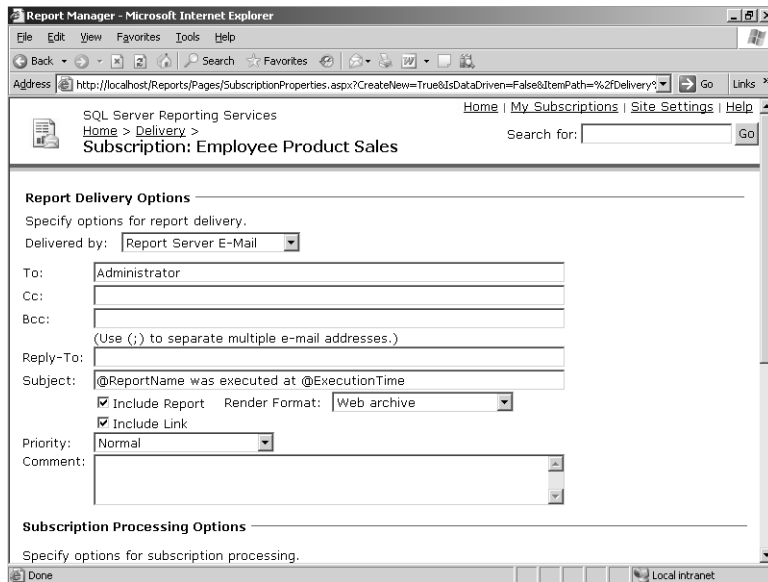 Report Manager - Microsoft Internet Explorer
File Edit View Favorites Tools Help
Back Search Favorites
Address http://localhost/Reports/Pages/SubscriptionProperties.aspx?CreateNew=True&IsDataDriven=False&ItemPath=%2fDelivery% Go Links »
Home | My Subscriptions | Site Settings | Help
SQL Server Reporting Services
Home > Delivery >
Subscription: Employee Product Sales
Search for: Go
Report Delivery Options
Specify options for report delivery.
Delivered by: Report Server E-Mail
To: Administrator
Cc:
Bcc:
(Use (;) to separate multiple e-mail addresses.)
Reply-To:
Subject: @ReportName was executed at @ExecutionTime
Include Report Render Format: Web archive
Include Link
Priority: Normal
Comment:
Subscription Processing Options
Specify options for subscription processing.
Done Local intranet